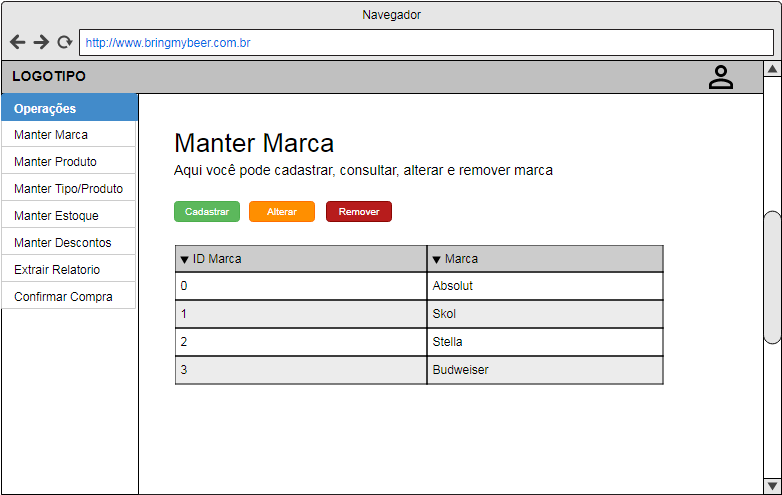 Navegador
http://www.bringmybeer.com.br
LOGOTIPO
Operações
Manter Marca
Manter Produto
Manter Tipo/Produto
Manter Estoque
Manter Descontos
Extrair Relatorio
Confirmar Compra
Manter Marca
Aqui você pode cadastrar, consultar, alterar e remover marca
Cadastrar Alterar Remover
ID Marca Marca
0 Absolut
1 Skol
2 Stella
3 Budweiser